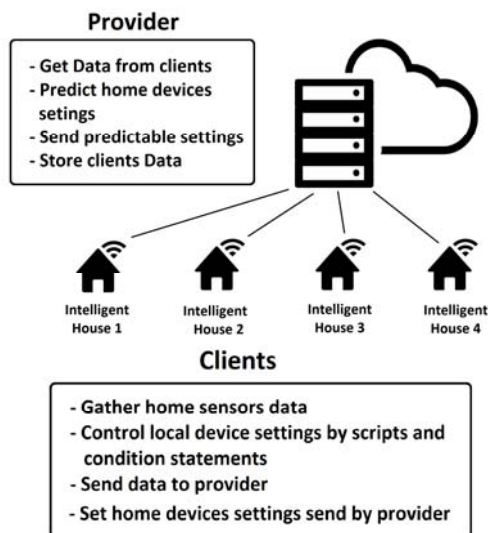 Provider
- Get Data from clients
- Predict home devices
setings
- Send predictable settings
- Store clients Data
Intelligent
House 1
Intelligent
House 2
Intelligent
House 3
Intelligent
House 4
Clients
- Gather home sensors data
- Control local device settings by scripts and
condition statements
- Send data to provider
- Set home devices settings send by provider